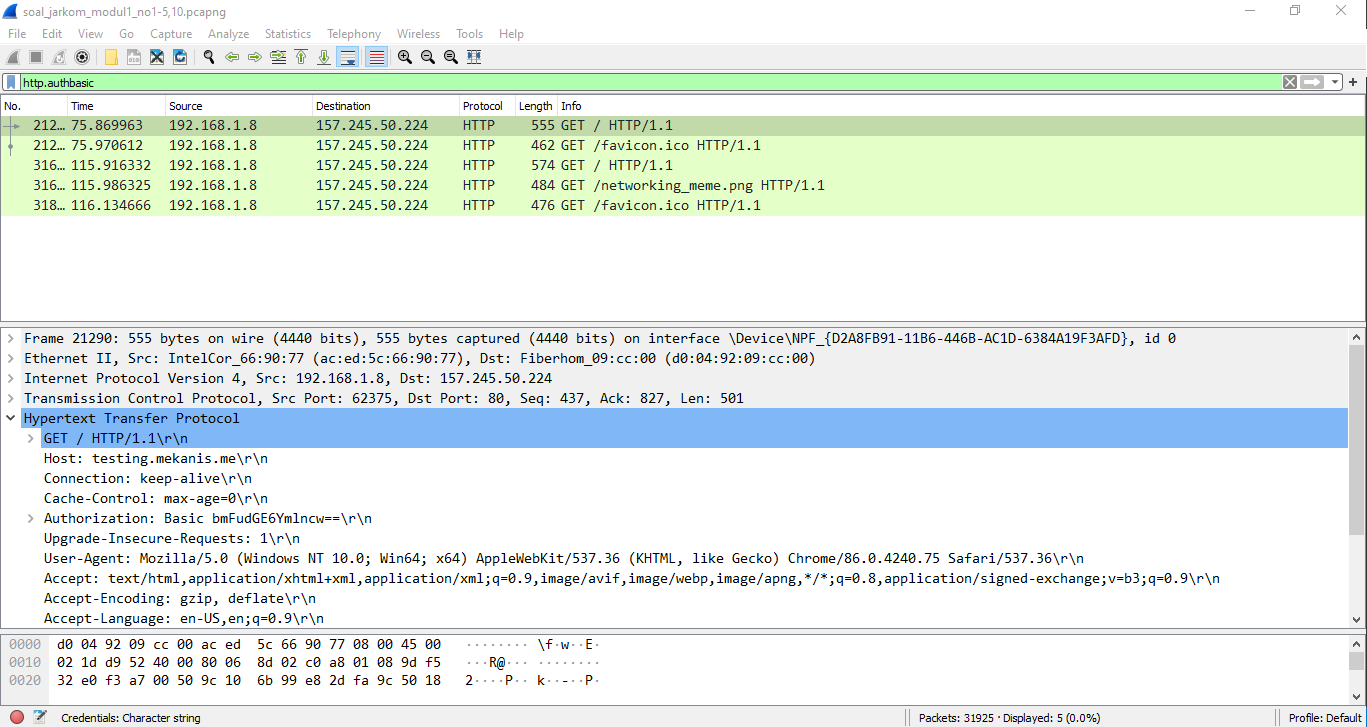 soal_jarkom_modul1_no1-5,10.pcapng
File Edit View Go Capture Analyze Statistics Telephony Wireless Tools Help
http.authbasic
No. Time Source Destination Protocol Length Info
212… 75.869963 192.168.1.8 157.245.50.224 HTTP 555 GET / HTTP/1.1
212… 75.970612 192.168.1.8 157.245.50.224 HTTP 462 GET /favicon.ico HTTP/1.1
316… 115.916332 192.168.1.8 157.245.50.224 HTTP 574 GET / HTTP/1.1
316… 115.986325 192.168.1.8 157.245.50.224 HTTP 484 GET /networking_meme.png HTTP/1.1
318… 116.134666 192.168.1.8 157.245.50.224 HTTP 476 GET /favicon.ico HTTP/1.1
Frame 21290: 555 bytes on wire (4440 bits), 555 bytes captured (4440 bits) on interface \Device\NPF_{D2A8FB91-11B6-446B-AC1D-6384A19F3AFD}, id 0
Ethernet II, Src: IntelCor_66:90:77 (ac:ed:5c:66:90:77), Dst: Fiberhom_09:cc:00 (d0:04:92:09:cc:00)
Internet Protocol Version 4, Src: 192.168.1.8, Dst: 157.245.50.224
Transmission Control Protocol, Src Port: 62375, Dst Port: 80, Seq: 437, Ack: 827, Len: 501
Hypertext Transfer Protocol
GET / HTTP/1.1\r\n
Host: testing.mekanis.me\r\n
Connection: keep-alive\r\n
Cache-Control: max-age=0\r\n
Authorization: Basic bmFudGE6Ymlncw==\r\n
Upgrade-Insecure-Requests: 1\r\n
User-Agent: Mozilla/5.0 (Windows NT 10.0; Win64; x64) AppleWebKit/537.36 (KHTML, like Gecko) Chrome/86.0.4240.75 Safari/537.36\r\n
Accept: text/html,application/xhtml+xml,application/xml;q=0.9,image/avif,image/webp,image/apng,*/*;q=0.8,application/signed-exchange;v=b3;q=0.9\r\n
Accept-Encoding: gzip, deflate\r\n
Accept-Language: en-US,en;q=0.9\r\n
0000 d0 04 92 09 cc 00 ac ed 5c 66 90 77 08 00 45 00 ········ \f·w··E·
0010 02 1d d9 52 40 00 80 06 8d 02 c0 a8 01 08 9d f5 ···R@··· ········
0020 32 e0 f3 a7 00 50 9c 10 6b 99 e8 2d fa 9c 50 18 2····P·· k··-··P·
Credentials: Character string
Packets: 31925 · Displayed: 5 (0.0%)
Profile: Default